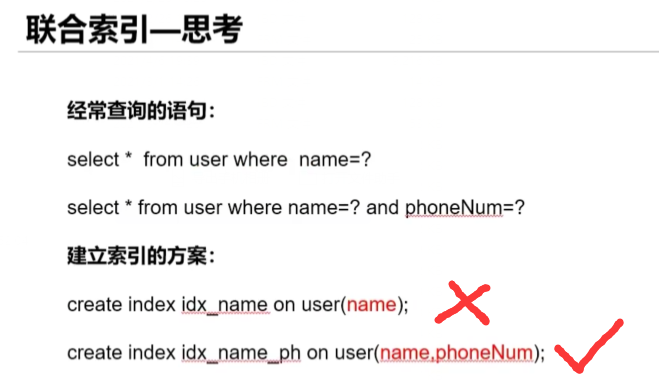 联合索引—思考
经常查询的语句：
select *  from user where  name=?
select * from user where name=? and phoneNum=?
建立索引的方案：
create index idx_name on user(name);
create index idx_name_ph on user(name,phoneNum);